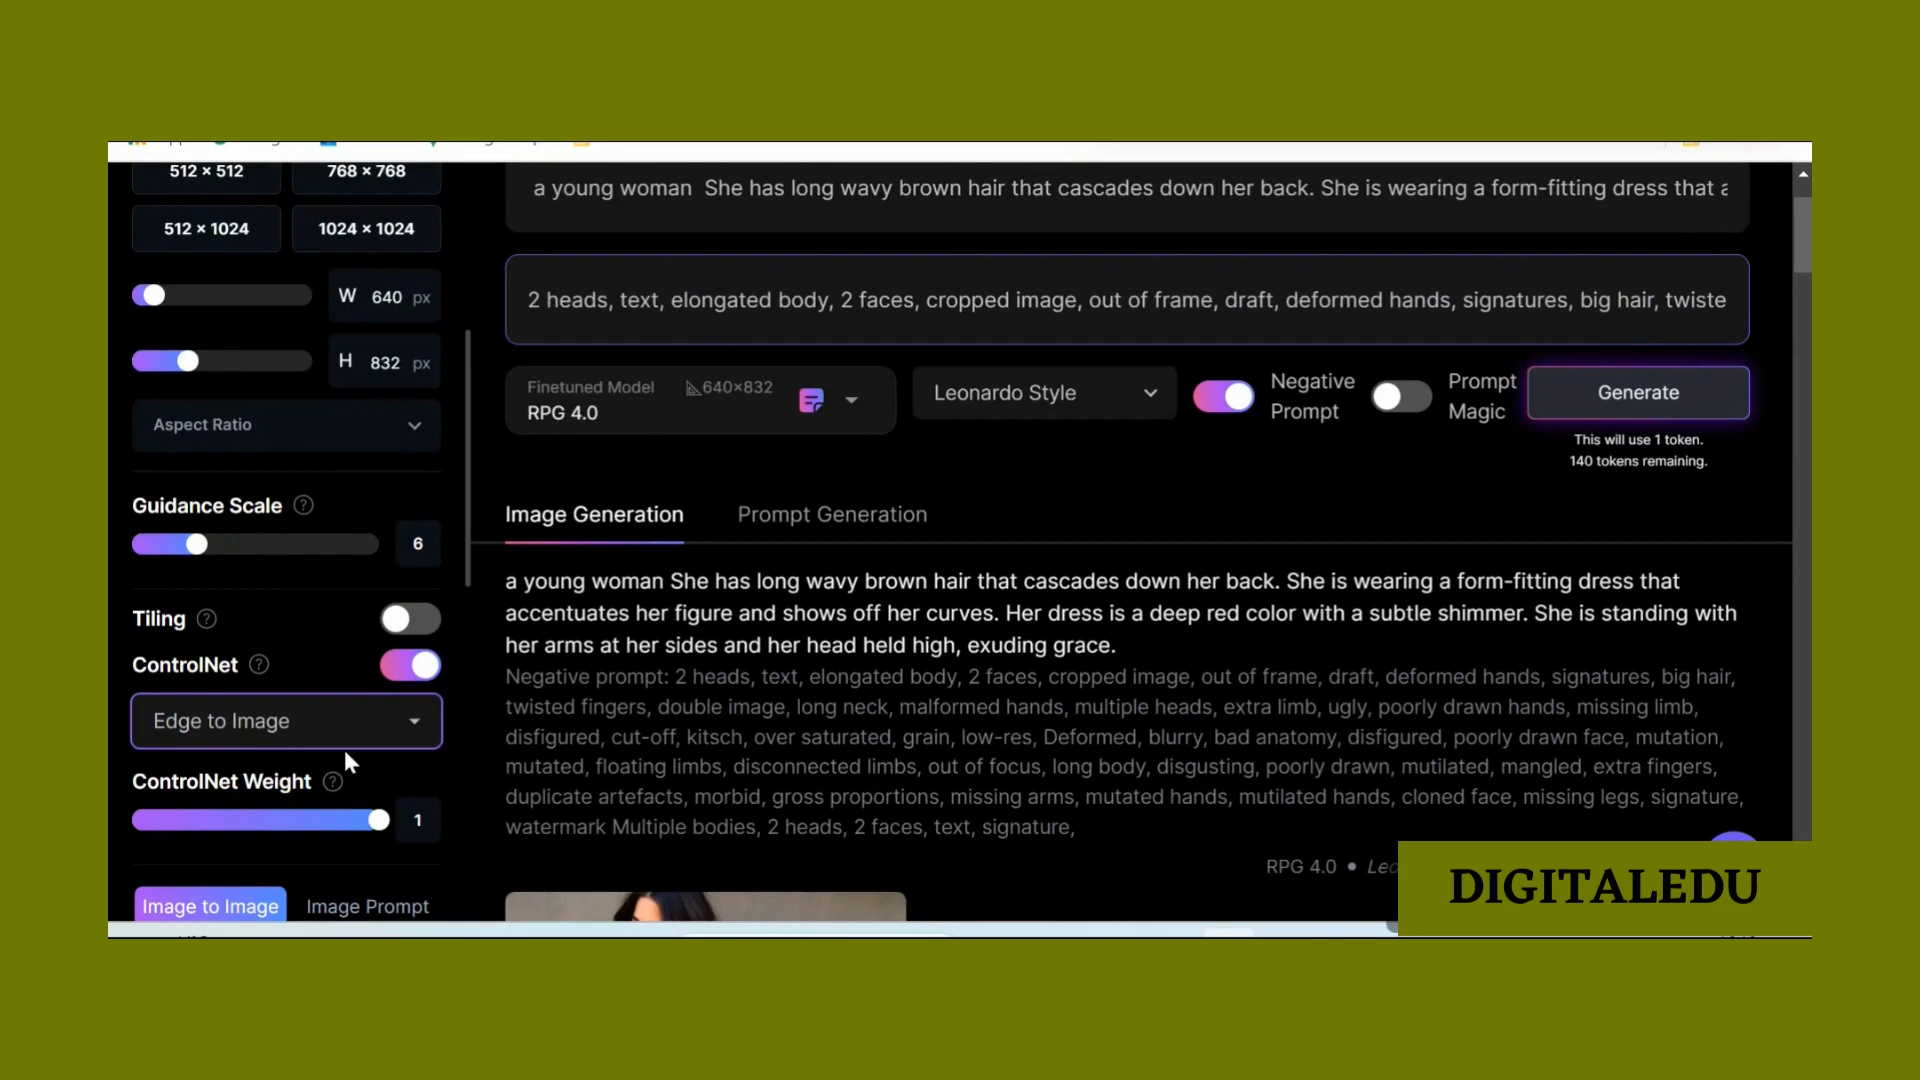 512 × 512
768 × 768
512 × 1024
1024 × 1024
W 640 px
H 832 px
Aspect Ratio
Guidance Scale ?
6
Tiling ?
ControlNet ?
Edge to Image
ControlNet Weight ?
1
Image to Image
Image Prompt
a young woman She has long wavy brown hair that cascades down her back. She is wearing a form-fitting dress that
2 heads, text, elongated body, 2 faces, cropped image, out of frame, draft, deformed hands, signatures, big hair, twiste
Finetuned Model
640×832
RPG 4.0
Leonardo Style
Negative
Prompt
Prompt
Magic
Generate
This will use 1 token.
140 tokens remaining.
Image Generation
Prompt Generation
a young woman She has long wavy brown hair that cascades down her back. She is wearing a form-fitting dress that
accentuates her figure and shows off her curves. Her dress is a deep red color with a subtle shimmer. She is standing with
her arms at her sides and her head held high, exuding grace.
Negative prompt: 2 heads, text, elongated body, 2 faces, cropped image, out of frame, draft, deformed hands, signatures, big hair,
twisted fingers, double image, long neck, malformed hands, multiple heads, extra limb, ugly, poorly drawn hands, missing limb,
disfigured, cut-off, kitsch, over saturated, grain, low-res, Deformed, blurry, bad anatomy, disfigured, poorly drawn face, mutation,
mutated, floating limbs, disconnected limbs, out of focus, long body, disgusting, poorly drawn, mutilated, mangled, extra fingers,
duplicate artefacts, morbid, gross proportions, missing arms, mutated hands, mutilated hands, cloned face, missing legs, signature,
watermark Multiple bodies, 2 heads, 2 faces, text, signature,
RPG 4.0 • Leo
DIGITALEDU